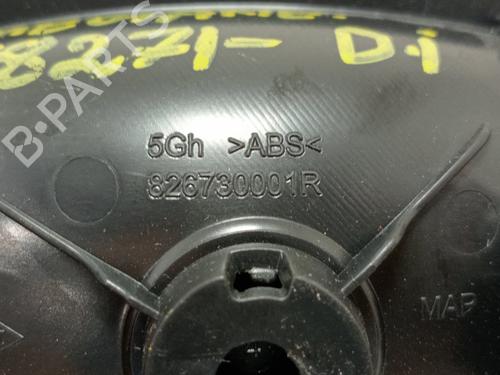 8271- D.i
B-PARTS
5Gh >ABS<
826730001R
MAP